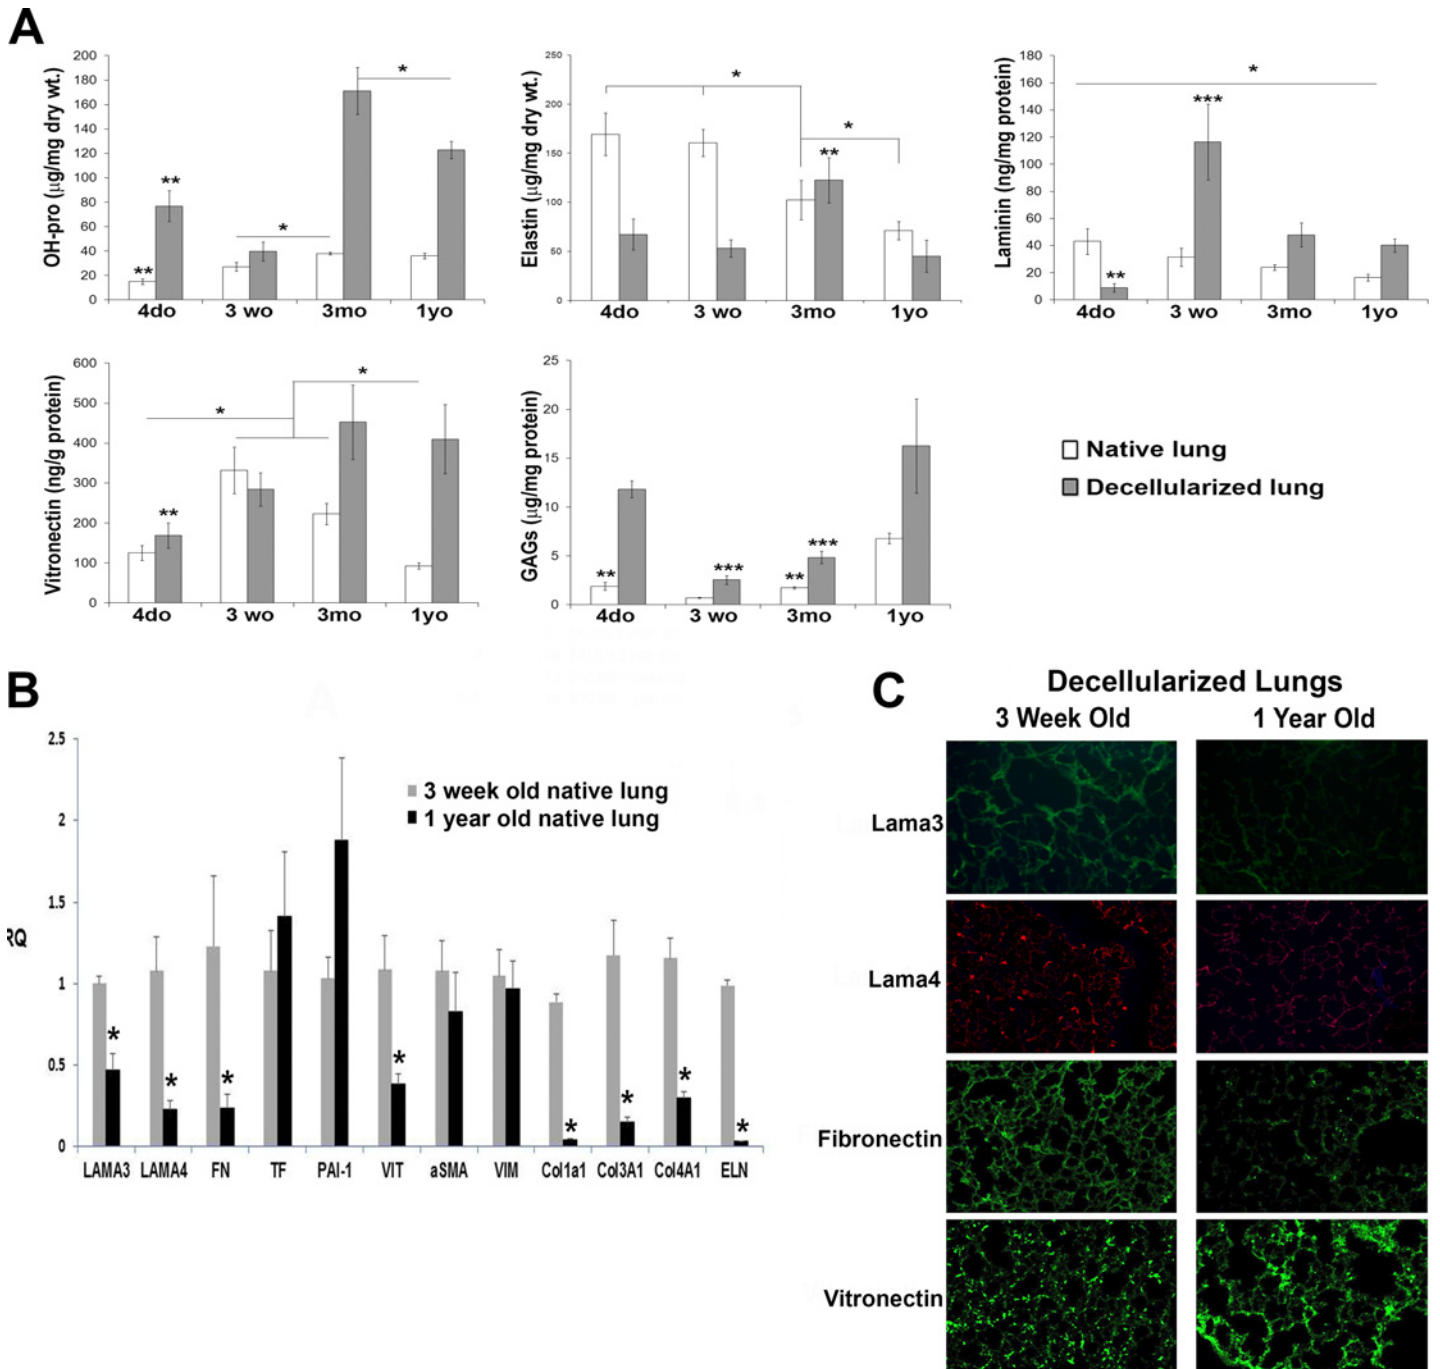 A
OH-pro (µg/mg dry wt.)
200
180
160
140
120
100
80
60
40
20
0
**
**
*
*
4do 3 wo 3mo 1yo
Elastin (µg/mg dry wt.)
250
200
150
100
50
0
*
*
**
4do 3 wo 3mo 1yo
Laminin (ng/mg protein)
180
160
140
120
100
80
60
40
20
0
*
***
**
4do 3 wo 3mo 1yo
Vitronectin (ng/g protein)
600
500
400
300
200
100
0
*
*
**
4do 3 wo 3mo 1yo
GAGs (µg/mg protein)
25
20
15
10
5
0
**
***
**
***
4do 3 wo 3mo 1yo
Native lung
Decellularized lung
B
2.5
2
1.5
1
0.5
0
3 week old native lung
1 year old native lung
* * * * * * * *
LAMA3 LAMA4 FN TF PAI-1 VIT aSMA VIM Col1a1 Col3A1 Col4A1 ELN
C
Decellularized Lungs
3 Week Old 1 Year Old
Lama3
Lama4
Fibronectin
Vitronectin